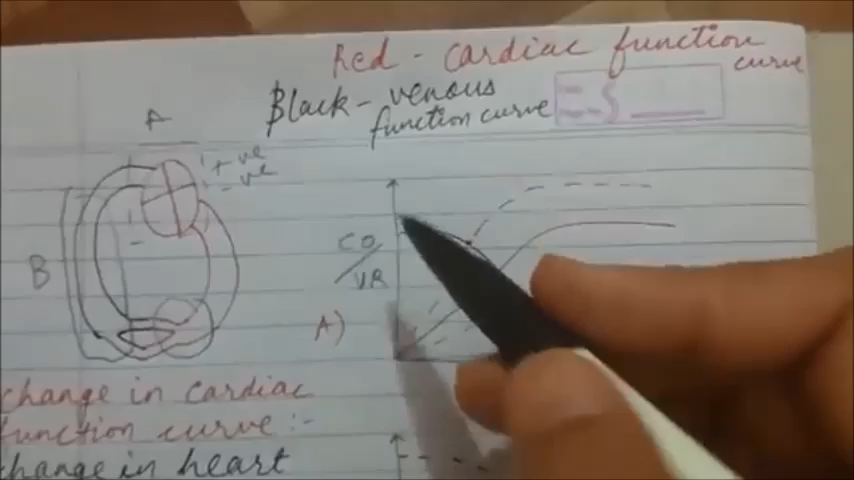 Red - cardiac function
curve
Black - venous
function curve
A
+ve
-ve
B
CO
VR
A)
change in cardiac
function curve :-
change in heart